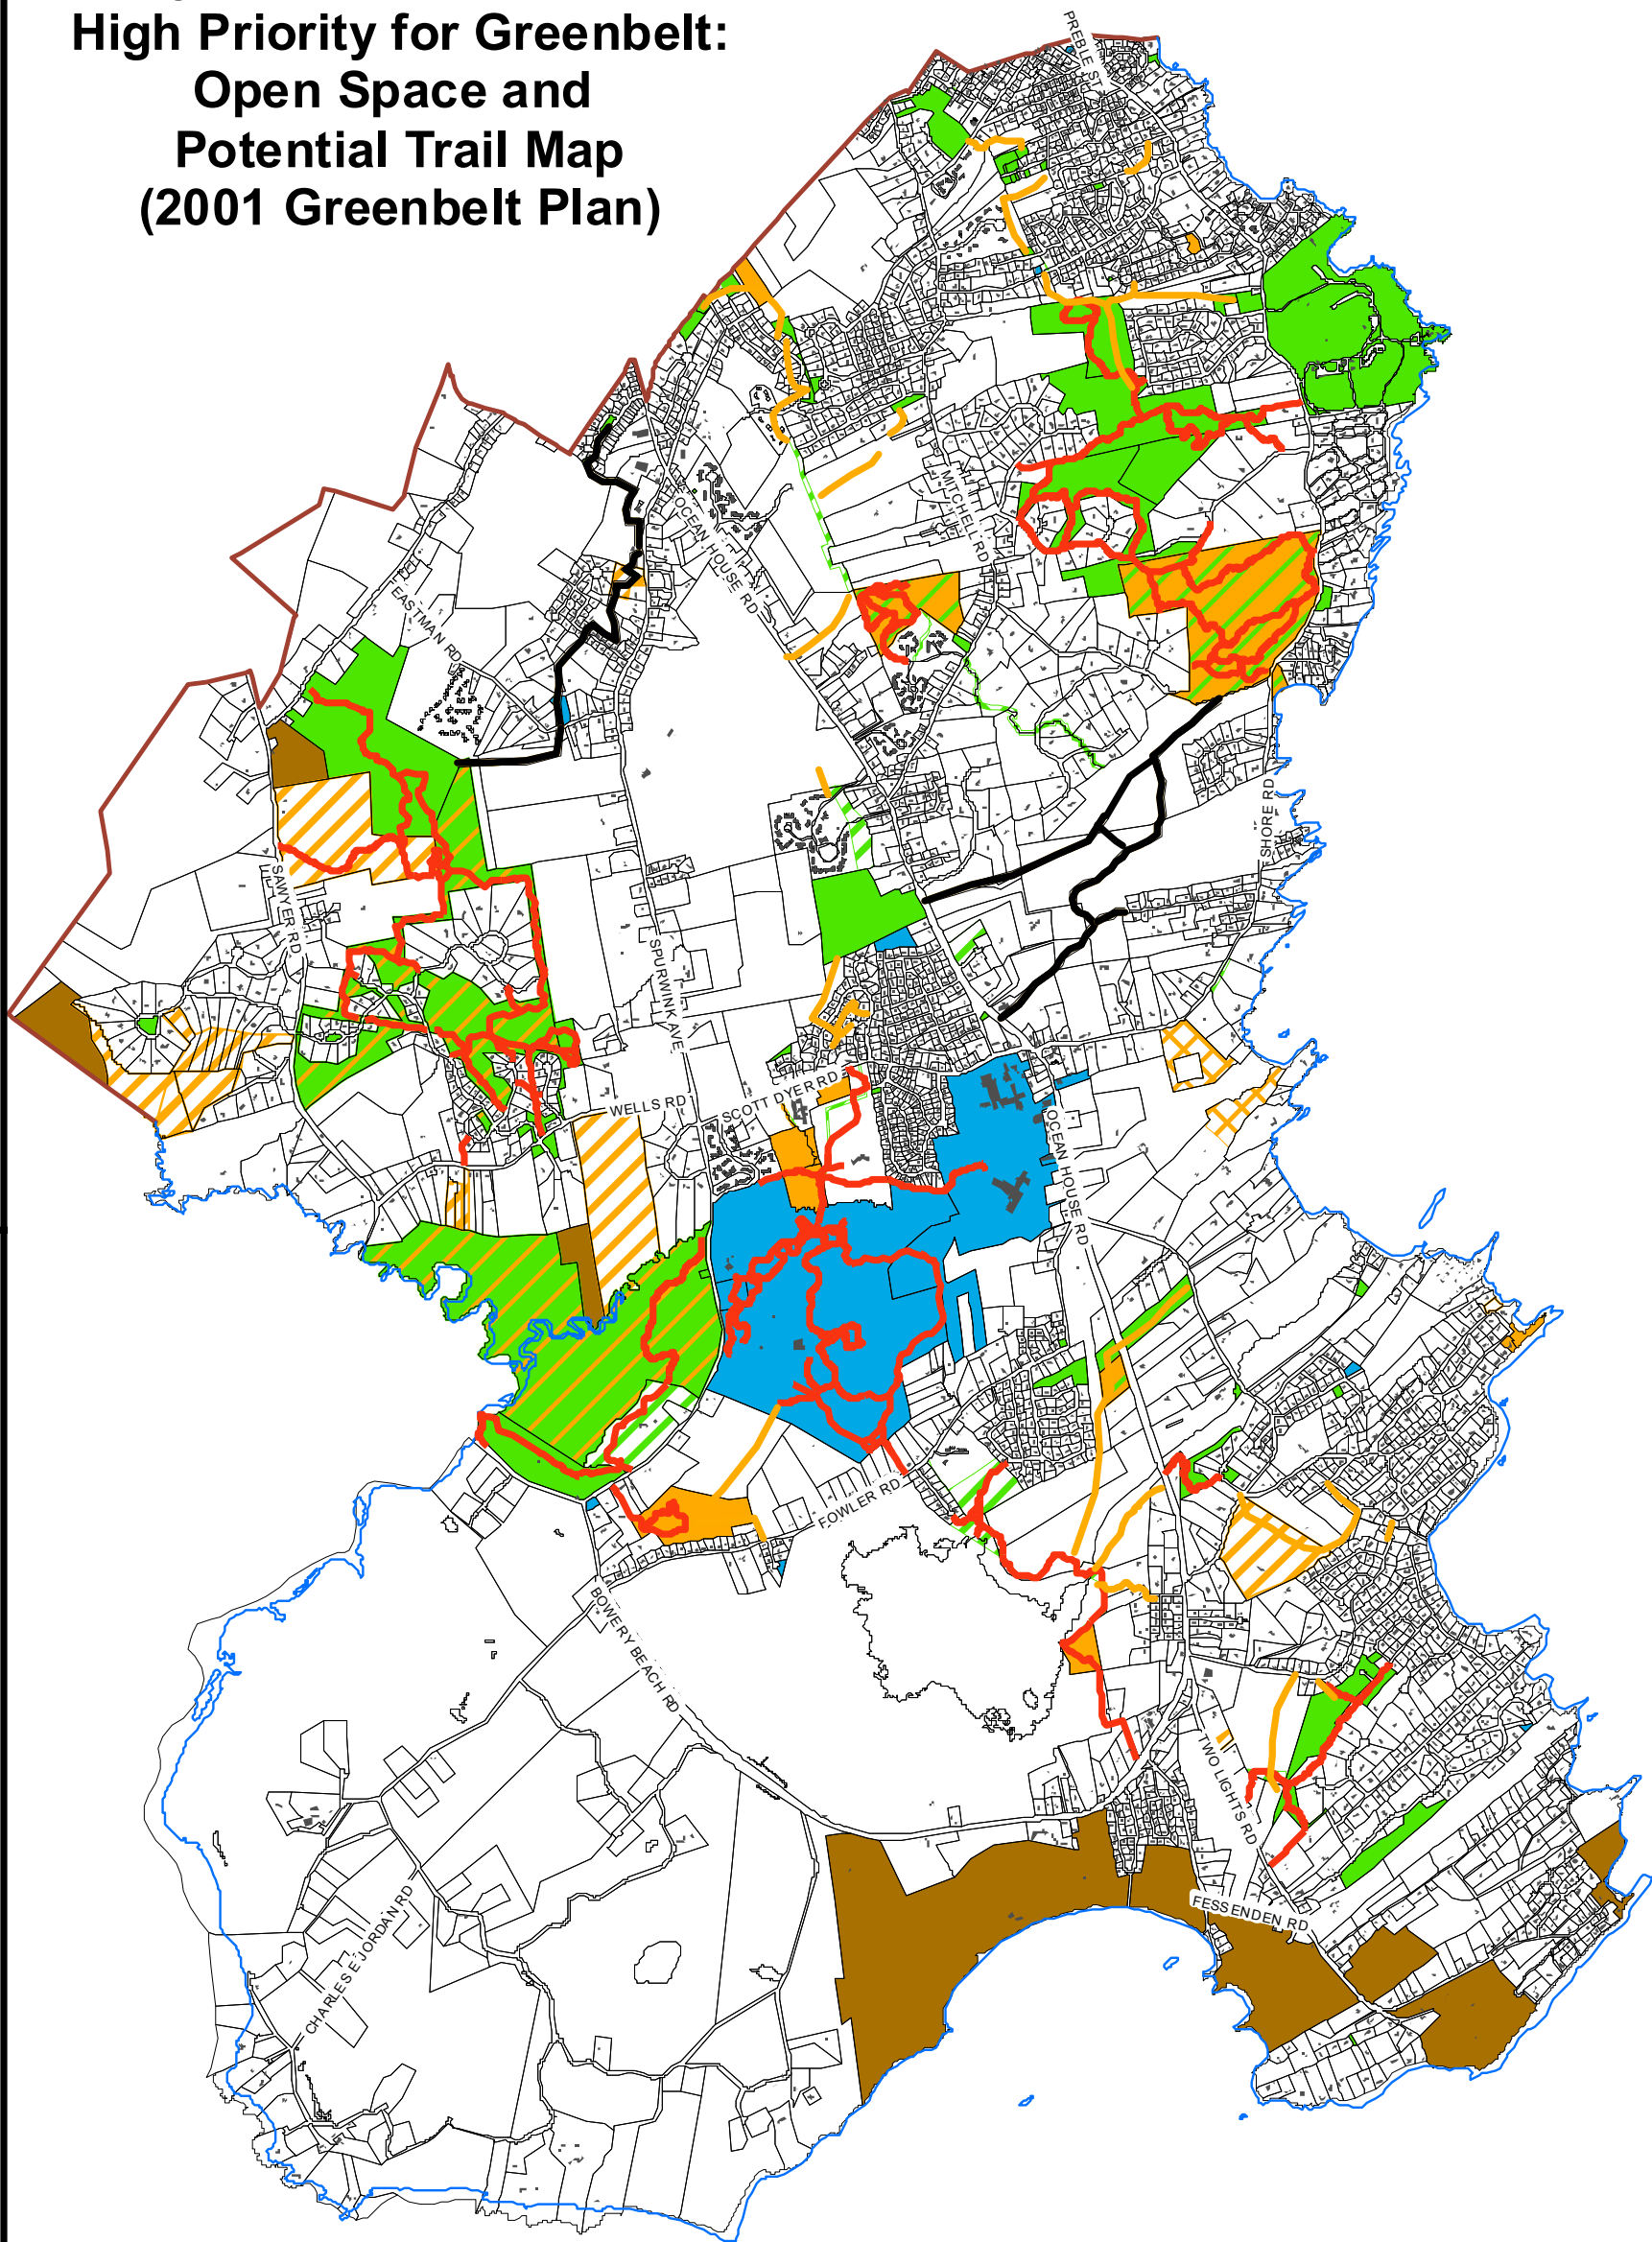 High Priority for Greenbelt:
Open Space and
Potential Trail Map
(2001 Greenbelt Plan)
PREBLE ST
OCEAN HOUSE RD
MITCHELL RD
EASTMAN RD
SHORE RD
SAWYER RD
SPURWINK AVE
WELLS RD
SCOTT DYER RD
OCEAN HOUSE RD
FOWLER RD
BOWERY BEACH RD
TWO LIGHTS RD
CHARLES E JORDAN RD
FESSENDEN RD